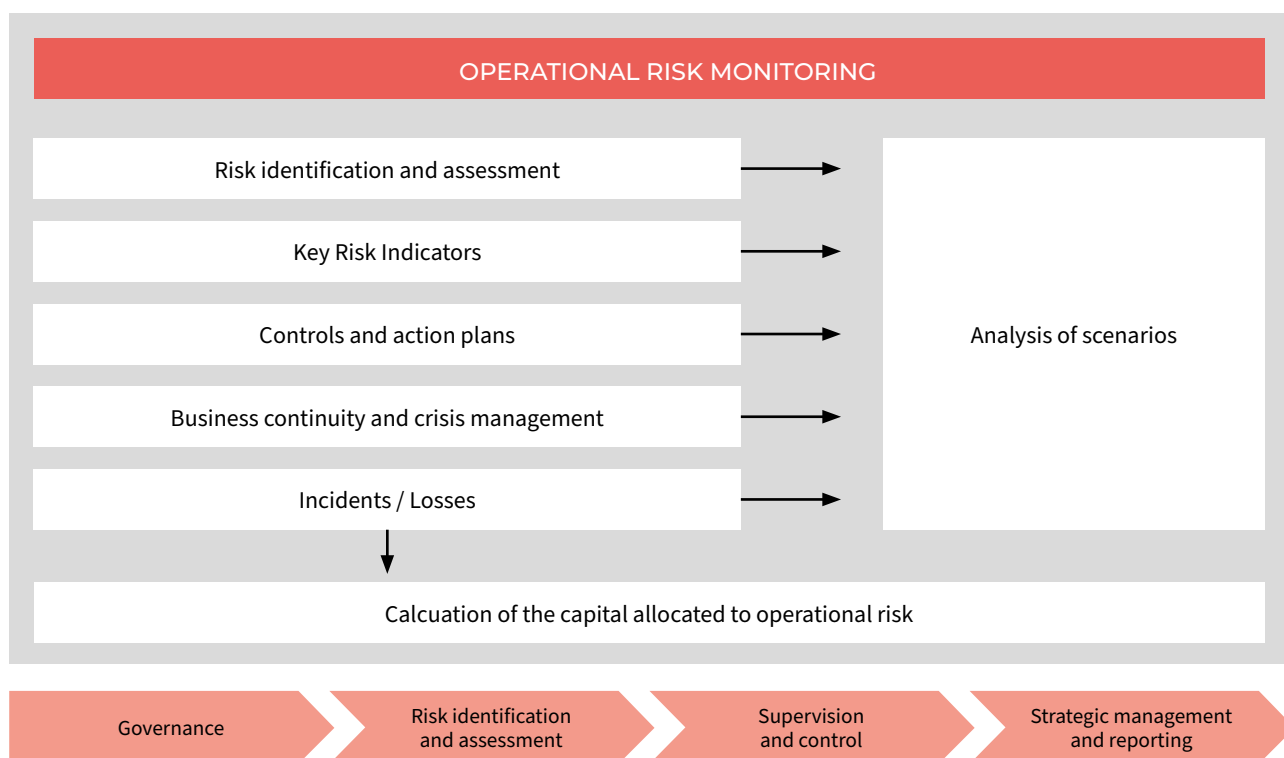 OPERATIONAL RISK MONITORING
Risk identification and assessment
Key Risk Indicators
Controls and action plans
Business continuity and crisis management
Incidents / Losses
Analysis of scenarios
Calcuation of the capital allocated to operational risk
Governance
Risk identification
and assessment
Supervision
and control
Strategic management
and reporting